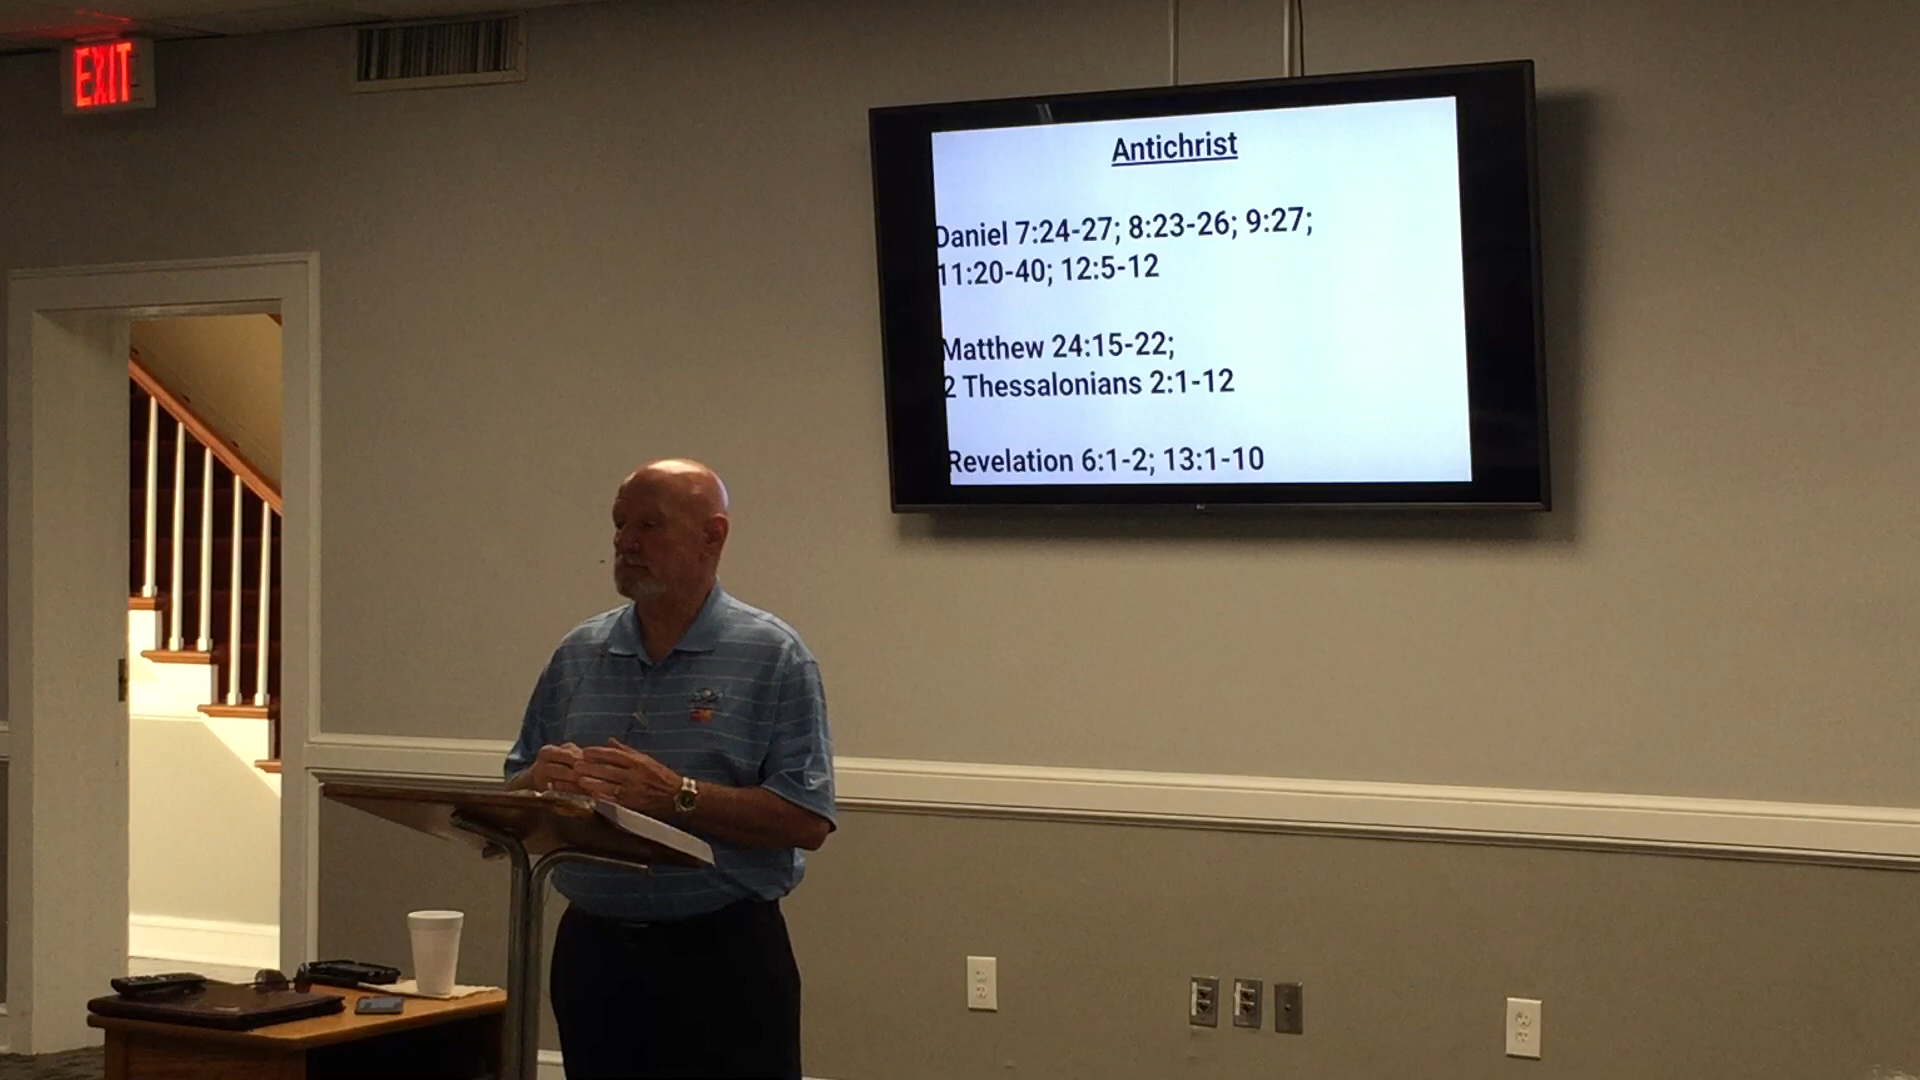 EXIT
Antichrist
Daniel 7:24-27; 8:23-26; 9:27;
11:20-40; 12:5-12
Matthew 24:15-22;
2 Thessalonians 2:1-12
Revelation 6:1-2; 13:1-10